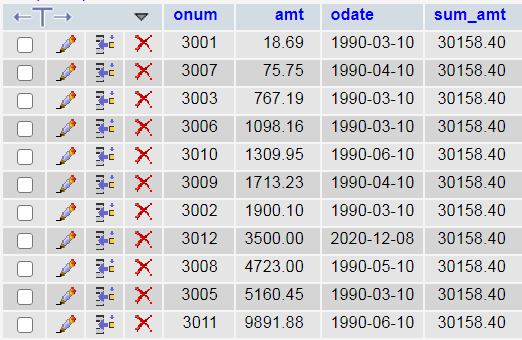 onum amt odate sum_amt
3001 18.69 1990-03-10 30158.40
3007 75.75 1990-04-10 30158.40
3003 767.19 1990-03-10 30158.40
3006 1098.16 1990-03-10 30158.40
3010 1309.95 1990-06-10 30158.40
3009 1713.23 1990-04-10 30158.40
3002 1900.10 1990-03-10 30158.40
3012 3500.00 2020-12-08 30158.40
3008 4723.00 1990-05-10 30158.40
3005 5160.45 1990-03-10 30158.40
3011 9891.88 1990-06-10 30158.40